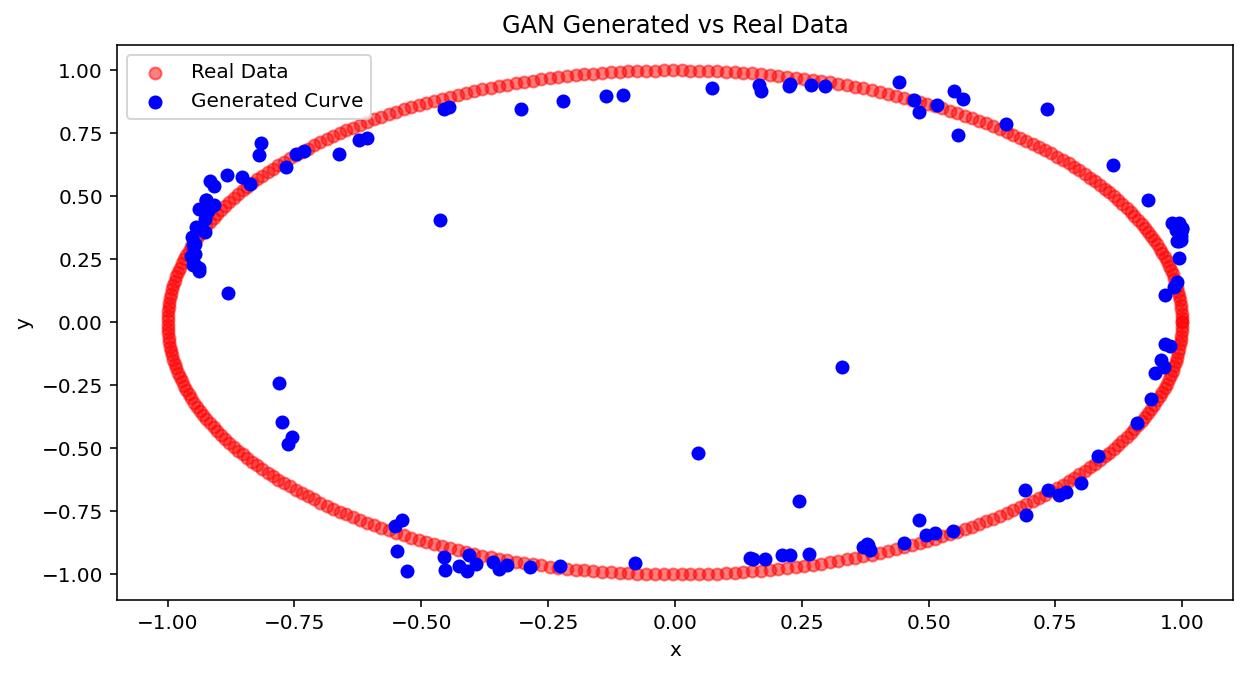 GAN Generated vs Real Data
Real Data
Generated Curve
1.00
0.75
0.50
0.25
0.00
−0.25
−0.50
−0.75
−1.00
y
−1.00 −0.75 −0.50 −0.25 0.00 0.25 0.50 0.75 1.00
x